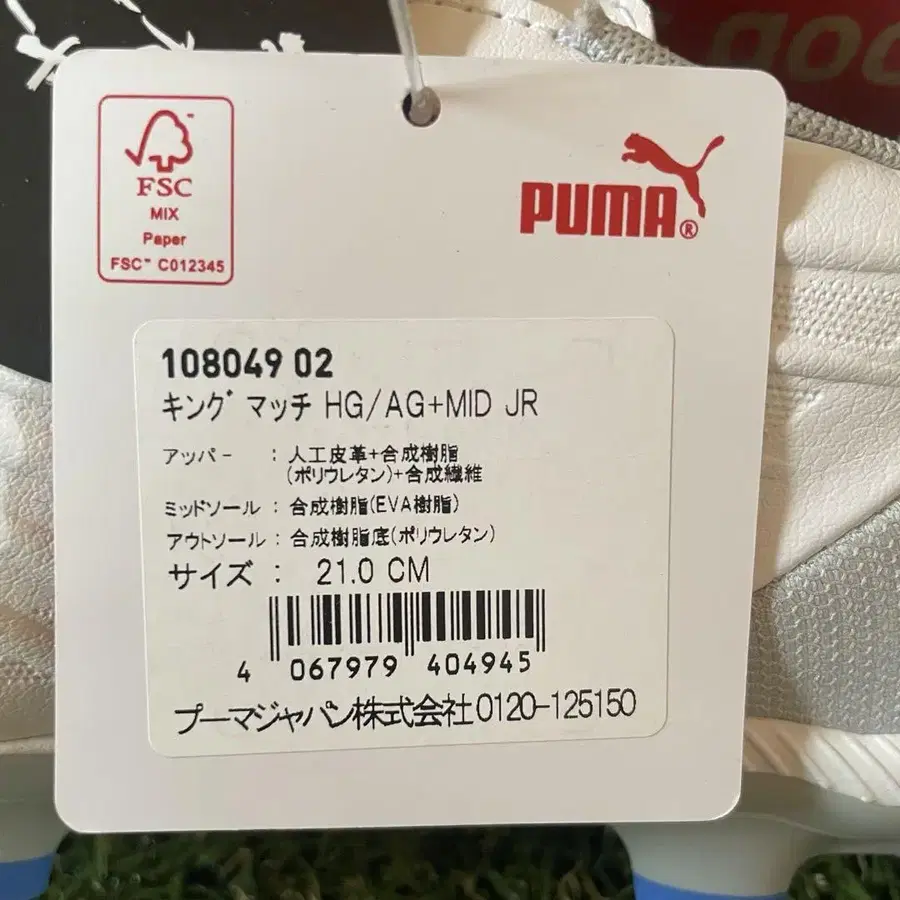 goo
FSC
MIX
Paper
FSC™ C012345
PUMA®
108049 02
キング マッチ HG/AG+MID JR
アッパー : 人工皮革+合成樹脂
(ポリウレタン)+合成繊維
ミッドソール : 合成樹脂(EVA樹脂)
アウトソール : 合成樹脂底(ポリウレタン)
サイズ : 21.0 CM
4 067979 404945
プーマジャパン株式会社0120-125150